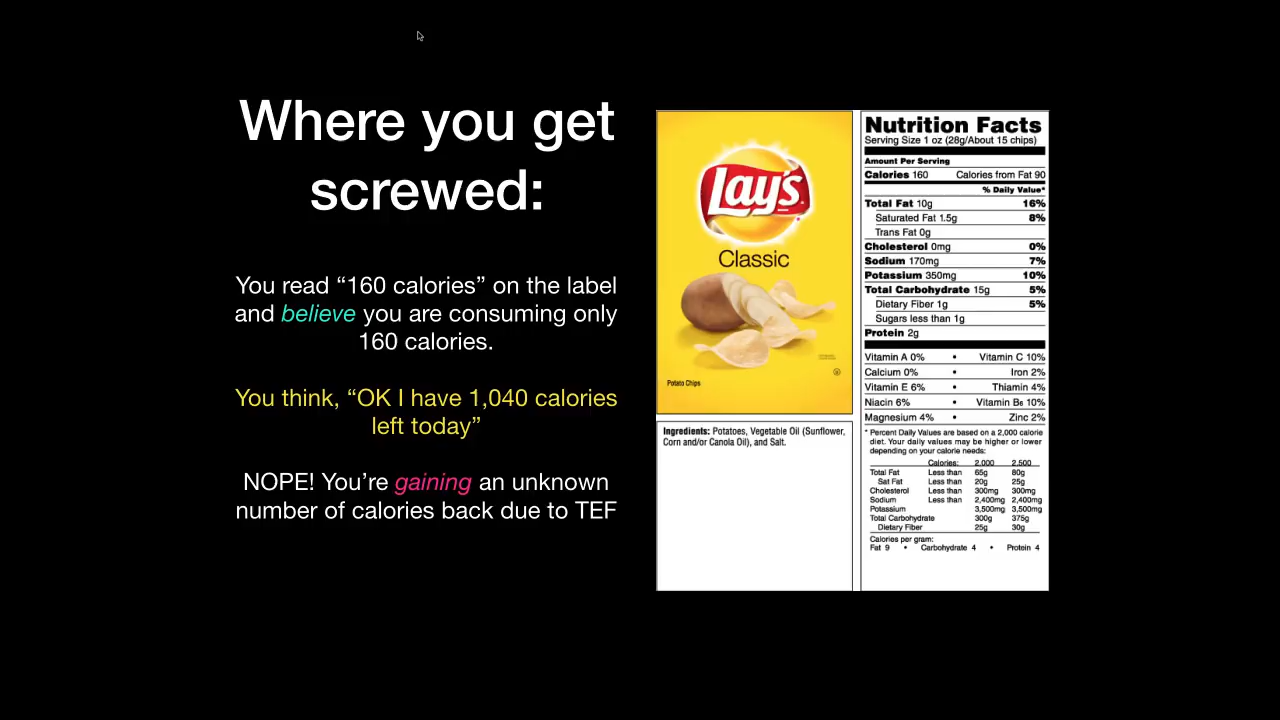 Where you get
screwed:
You read “160 calories” on the label
and believe you are consuming only
160 calories.
You think, “OK I have 1,040 calories
left today”
NOPE! You’re gaining an unknown
number of calories back due to TEF
Lay's
Classic
Potato Chips
Ingredients: Potatoes, Vegetable Oil (Sunflower,
Corn and/or Canola Oil), and Salt.
Nutrition Facts
Serving Size 1 oz (28g/About 15 chips)
Amount Per Serving
Calories 160 Calories from Fat 90
% Daily Value*
Total Fat 10g 16%
Saturated Fat 1.5g 8%
Trans Fat 0g
Cholesterol 0mg 0%
Sodium 170mg 7%
Potassium 350mg 10%
Total Carbohydrate 15g 5%
Dietary Fiber 1g 5%
Sugars less than 1g
Protein 2g
Vitamin A 0% • Vitamin C 10%
Calcium 0% • Iron 2%
Vitamin E 6% • Thiamin 4%
Niacin 6% • Vitamin B₆ 10%
Magnesium 4% • Zinc 2%
* Percent Daily Values are based on a 2,000 calorie
diet. Your daily values may be higher or lower
depending on your calorie needs:
Calories: 2,000 2,500
Total Fat Less than 65g 80g
Sat Fat Less than 20g 25g
Cholesterol Less than 300mg 300mg
Sodium Less than 2,400mg 2,400mg
Potassium 3,500mg 3,500mg
Total Carbohydrate 300g 375g
Dietary Fiber 25g 30g
Calories per gram:
Fat 9 • Carbohydrate 4 • Protein 4